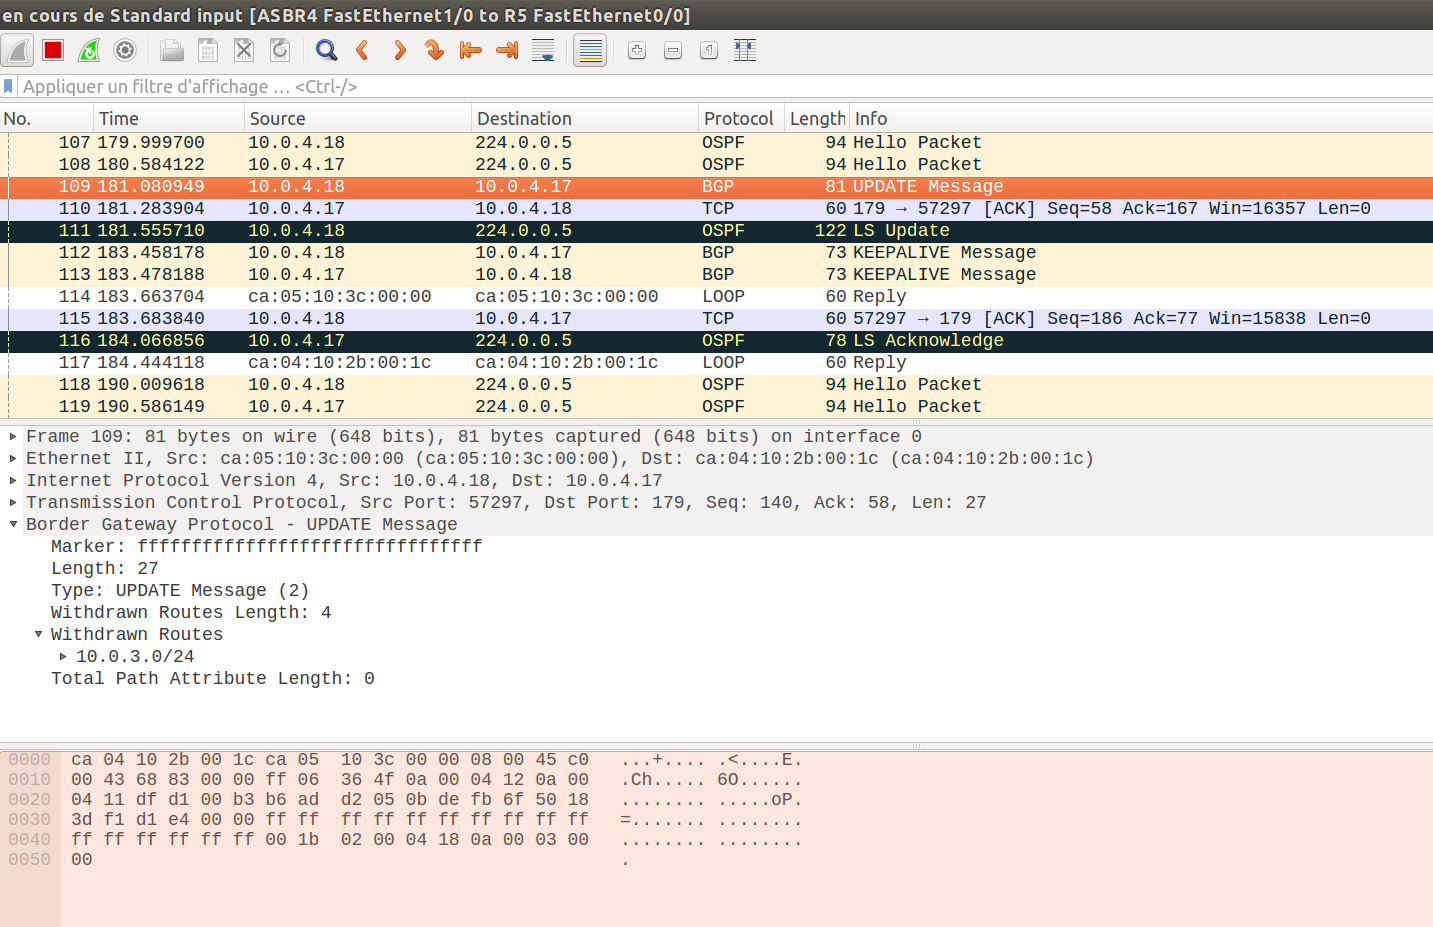 en cours de Standard input [ASBR4 FastEthernet1/0 to R5 FastEthernet0/0]
Appliquer un filtre d'affichage … <Ctrl-/>
No. Time Source Destination Protocol Length Info
107 179.999700 10.0.4.18 224.0.0.5 OSPF 94 Hello Packet
108 180.584122 10.0.4.17 224.0.0.5 OSPF 94 Hello Packet
109 181.080949 10.0.4.18 10.0.4.17 BGP 81 UPDATE Message
110 181.283904 10.0.4.17 10.0.4.18 TCP 60 179 → 57297 [ACK] Seq=58 Ack=167 Win=16357 Len=0
111 181.555710 10.0.4.18 224.0.0.5 OSPF 122 LS Update
112 183.458178 10.0.4.18 10.0.4.17 BGP 73 KEEPALIVE Message
113 183.478188 10.0.4.17 10.0.4.18 BGP 73 KEEPALIVE Message
114 183.663704 ca:05:10:3c:00:00 ca:05:10:3c:00:00 LOOP 60 Reply
115 183.683840 10.0.4.18 10.0.4.17 TCP 60 57297 → 179 [ACK] Seq=186 Ack=77 Win=15838 Len=0
116 184.066856 10.0.4.17 224.0.0.5 OSPF 78 LS Acknowledge
117 184.444118 ca:04:10:2b:00:1c ca:04:10:2b:00:1c LOOP 60 Reply
118 190.009618 10.0.4.18 224.0.0.5 OSPF 94 Hello Packet
119 190.586149 10.0.4.17 224.0.0.5 OSPF 94 Hello Packet
Frame 109: 81 bytes on wire (648 bits), 81 bytes captured (648 bits) on interface 0
Ethernet II, Src: ca:05:10:3c:00:00 (ca:05:10:3c:00:00), Dst: ca:04:10:2b:00:1c (ca:04:10:2b:00:1c)
Internet Protocol Version 4, Src: 10.0.4.18, Dst: 10.0.4.17
Transmission Control Protocol, Src Port: 57297, Dst Port: 179, Seq: 140, Ack: 58, Len: 27
Border Gateway Protocol - UPDATE Message
Marker: ffffffffffffffffffffffffffffffff
Length: 27
Type: UPDATE Message (2)
Withdrawn Routes Length: 4
Withdrawn Routes
10.0.3.0/24
Total Path Attribute Length: 0
0000 ca 04 10 2b 00 1c ca 05 10 3c 00 00 08 00 45 c0 ...+.... .<....E.
0010 00 43 68 83 00 00 ff 06 36 4f 0a 00 04 12 0a 00 .Ch..... 6O......
0020 04 11 df d1 00 b3 b6 ad d2 05 0b de fb 6f 50 18 ........ .....oP.
0030 3d f1 d1 e4 00 00 ff ff ff ff ff ff ff ff ff ff =....... ........
0040 ff ff ff ff ff ff 00 1b 02 00 04 18 0a 00 03 00 ........ ........
0050 00 .